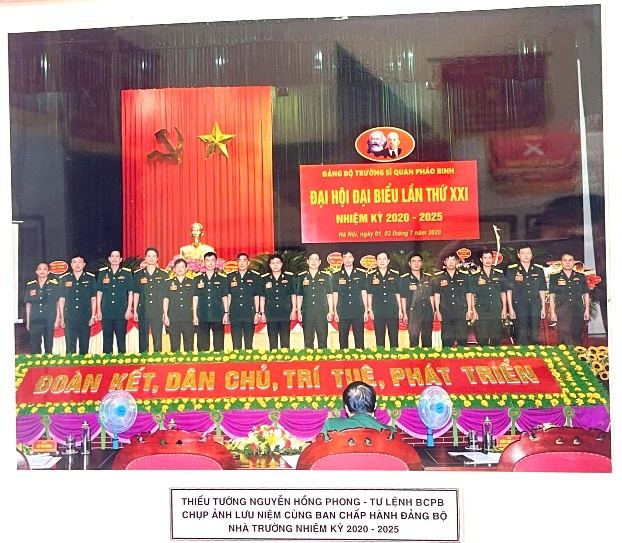 ĐẢNG BỘ TRƯỜNG SĨ QUAN PHÁO BINH
ĐẠI HỘI ĐẠI BIỂU LẦN THỨ XXI
NHIỆM KỲ 2020 - 2025
Hà Nội, ngày 01, 02 tháng 7 năm 2020
ĐOÀN KẾT, DÂN CHỦ, TRÍ TUỆ, PHÁT TRIỂN
THIẾU TƯỚNG NGUYỄN HỒNG PHONG - TƯ LỆNH BCPB
CHỤP ẢNH LƯU NIỆM CÙNG BAN CHẤP HÀNH ĐẢNG BỘ
NHÀ TRƯỜNG NHIỆM KỲ 2020 - 2025